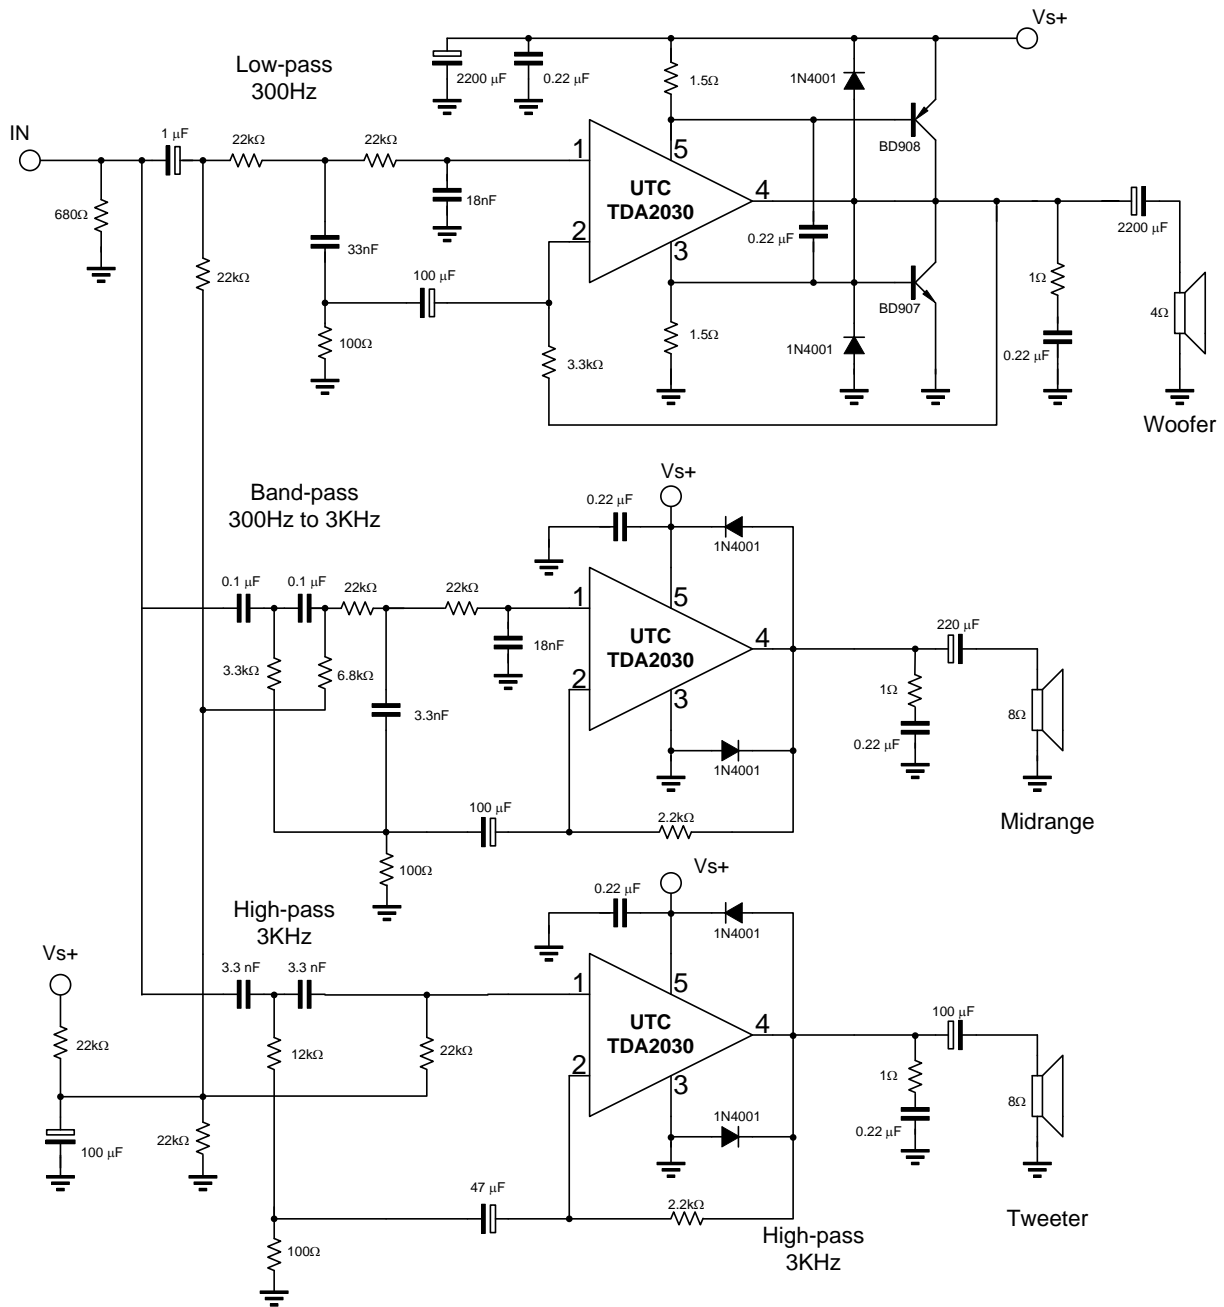 Vs+
Low-pass
300Hz
2200 μF
0.22 μF
1.5Ω
1N4001
IN
1 μF
22kΩ
22kΩ
1
5
BD908
UTC
TDA2030
4
680Ω
18nF
33nF
2
3
0.22 μF
2200 μF
22kΩ
100 μF
1Ω
BD907
4Ω
100Ω
3.3kΩ
1.5Ω
1N4001
0.22 μF
Woofer
Vs+
Band-pass
300Hz to 3KHz
0.22 μF
1N4001
0.1 μF
0.1 μF
22kΩ
22kΩ
1
5
UTC
TDA2030
4
220 μF
18nF
3.3kΩ
6.8kΩ
2
3
1Ω
3.3nF
8Ω
0.22 μF
1N4001
100 μF
2.2kΩ
Midrange
100Ω
Vs+
0.22 μF
High-pass
3KHz
1N4001
Vs+
3.3 nF
3.3 nF
1
5
100 μF
UTC
TDA2030
4
22kΩ
12kΩ
22kΩ
2
3
1Ω
8Ω
1N4001
0.22 μF
100 μF
22kΩ
47 μF
2.2kΩ
Tweeter
High-pass
3KHz
100Ω